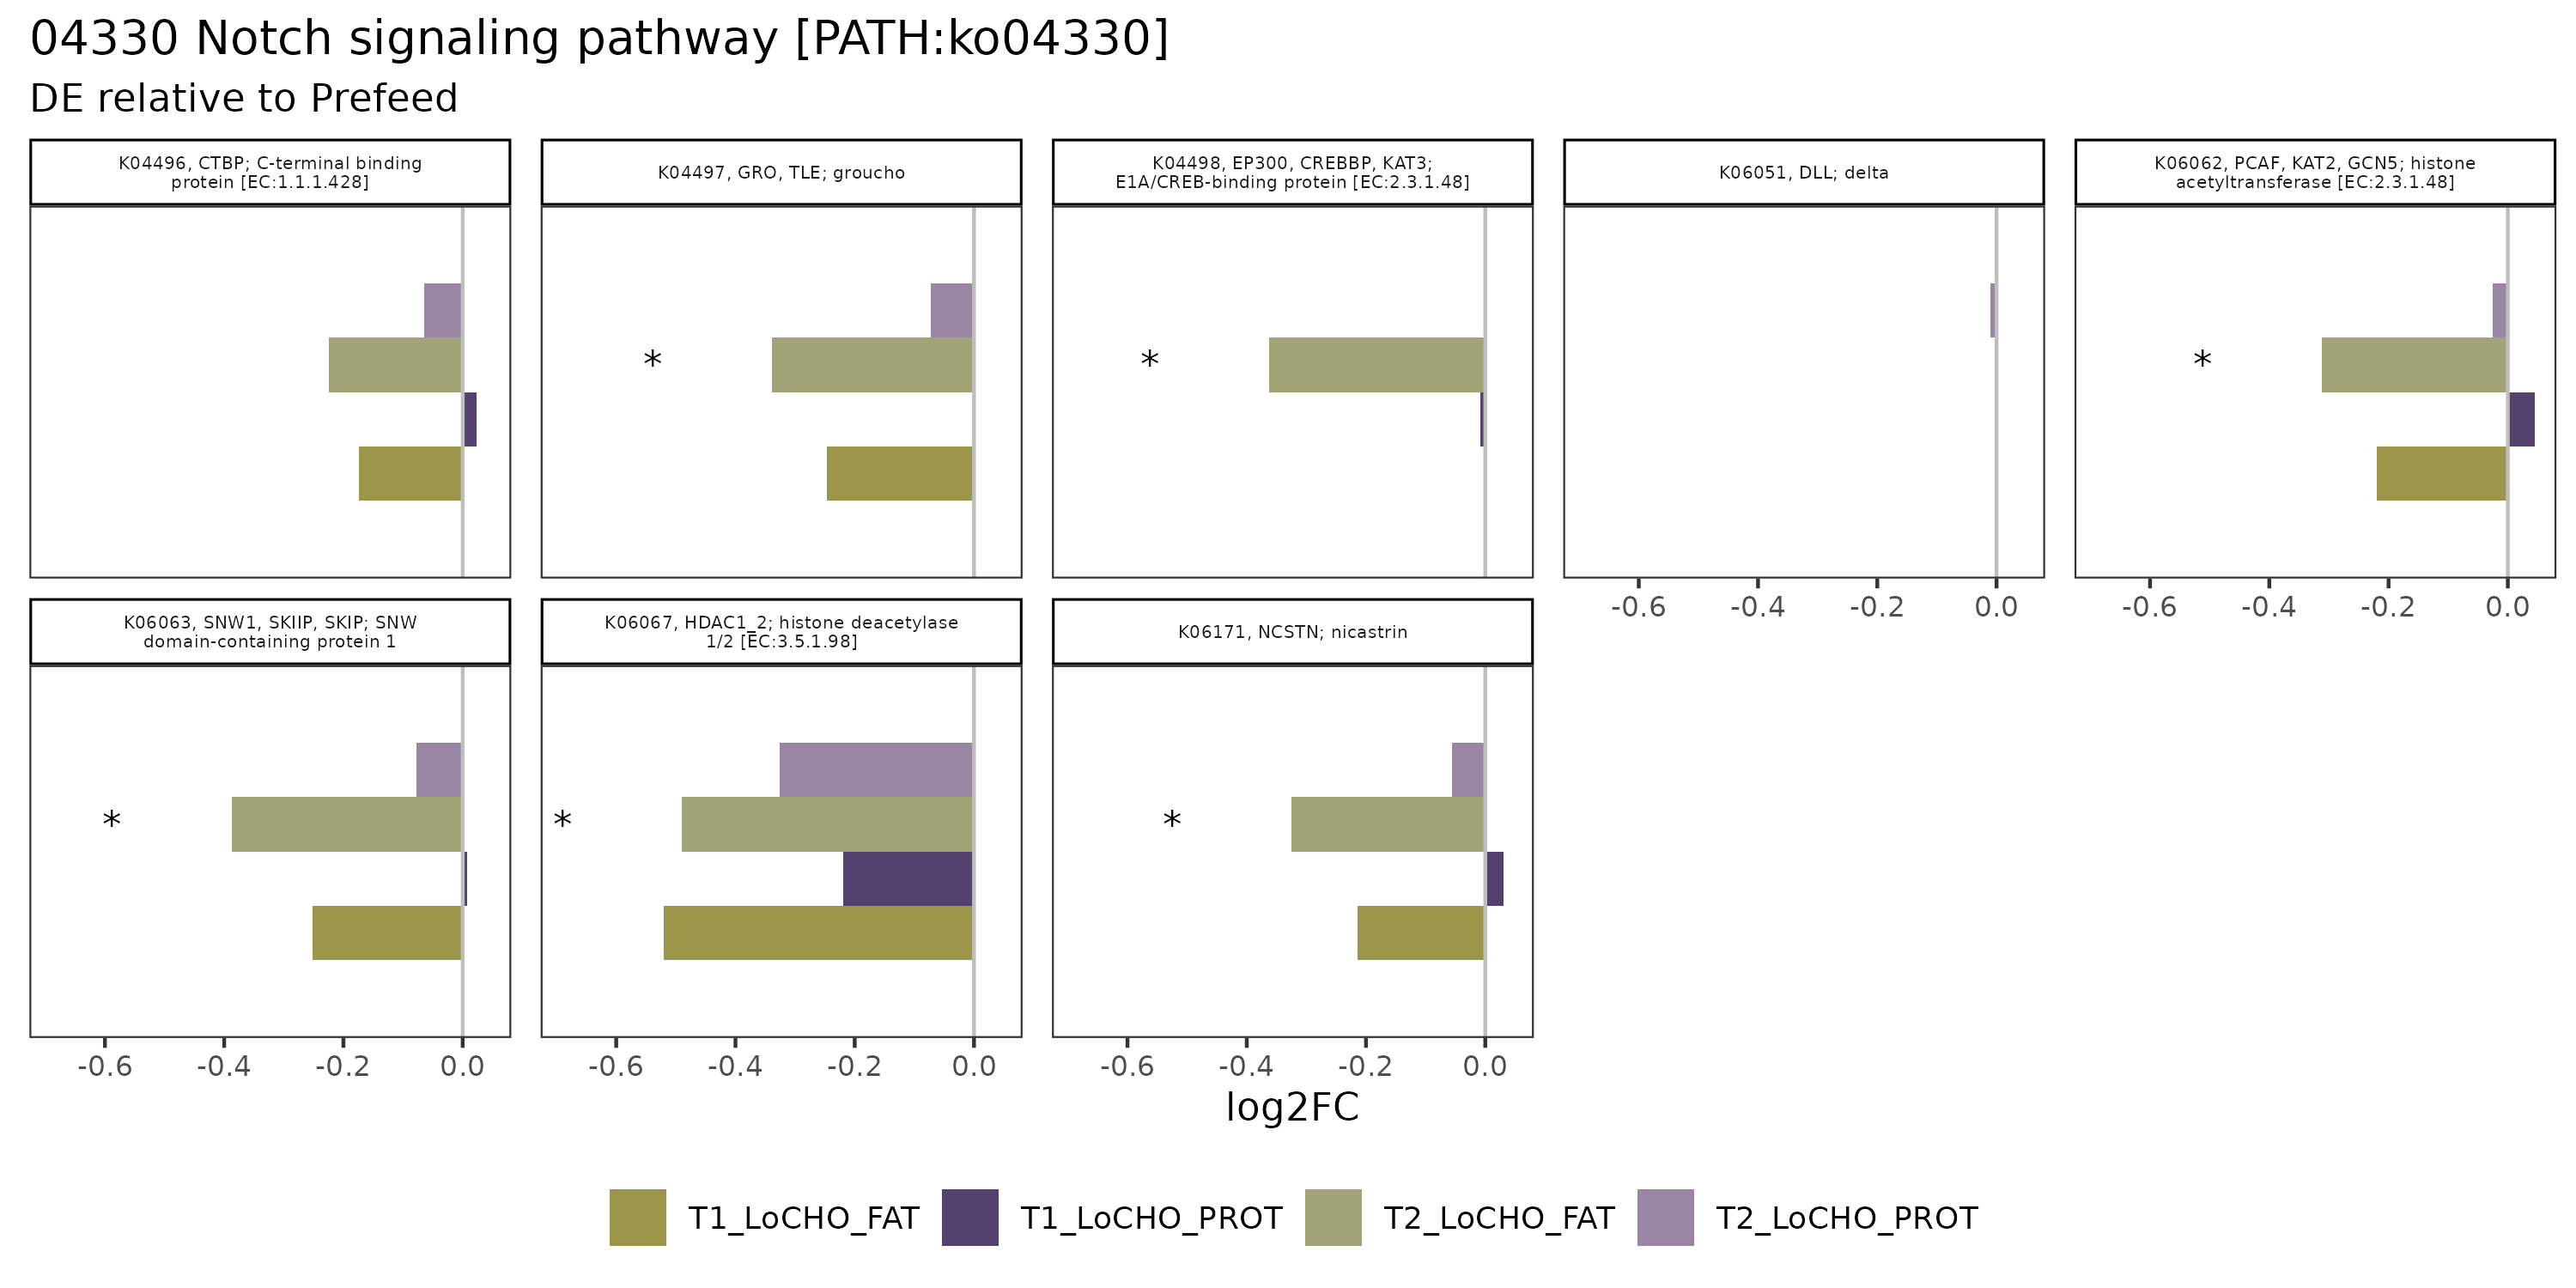 04330 Notch signaling pathway [PATH:ko04330]
DE relative to Prefeed
K04496, CTBP; C-terminal binding
protein [EC:1.1.1.428]
K04497, GRO, TLE; groucho
K04498, EP300, CREBBP, KAT3;
E1A/CREB-binding protein [EC:2.3.1.48]
K06051, DLL; delta
K06062, PCAF, KAT2, GCN5; histone
acetyltransferase [EC:2.3.1.48]
*
*
*
-0.6 -0.4 -0.2 0.0
-0.6 -0.4 -0.2 0.0
K06063, SNW1, SKIIP, SKIP; SNW
domain-containing protein 1
K06067, HDAC1_2; histone deacetylase
1/2 [EC:3.5.1.98]
K06171, NCSTN; nicastrin
*
*
*
-0.6 -0.4 -0.2 0.0
-0.6 -0.4 -0.2 0.0
-0.6 -0.4 -0.2 0.0
log2FC
T1_LoCHO_FAT T1_LoCHO_PROT T2_LoCHO_FAT T2_LoCHO_PROT